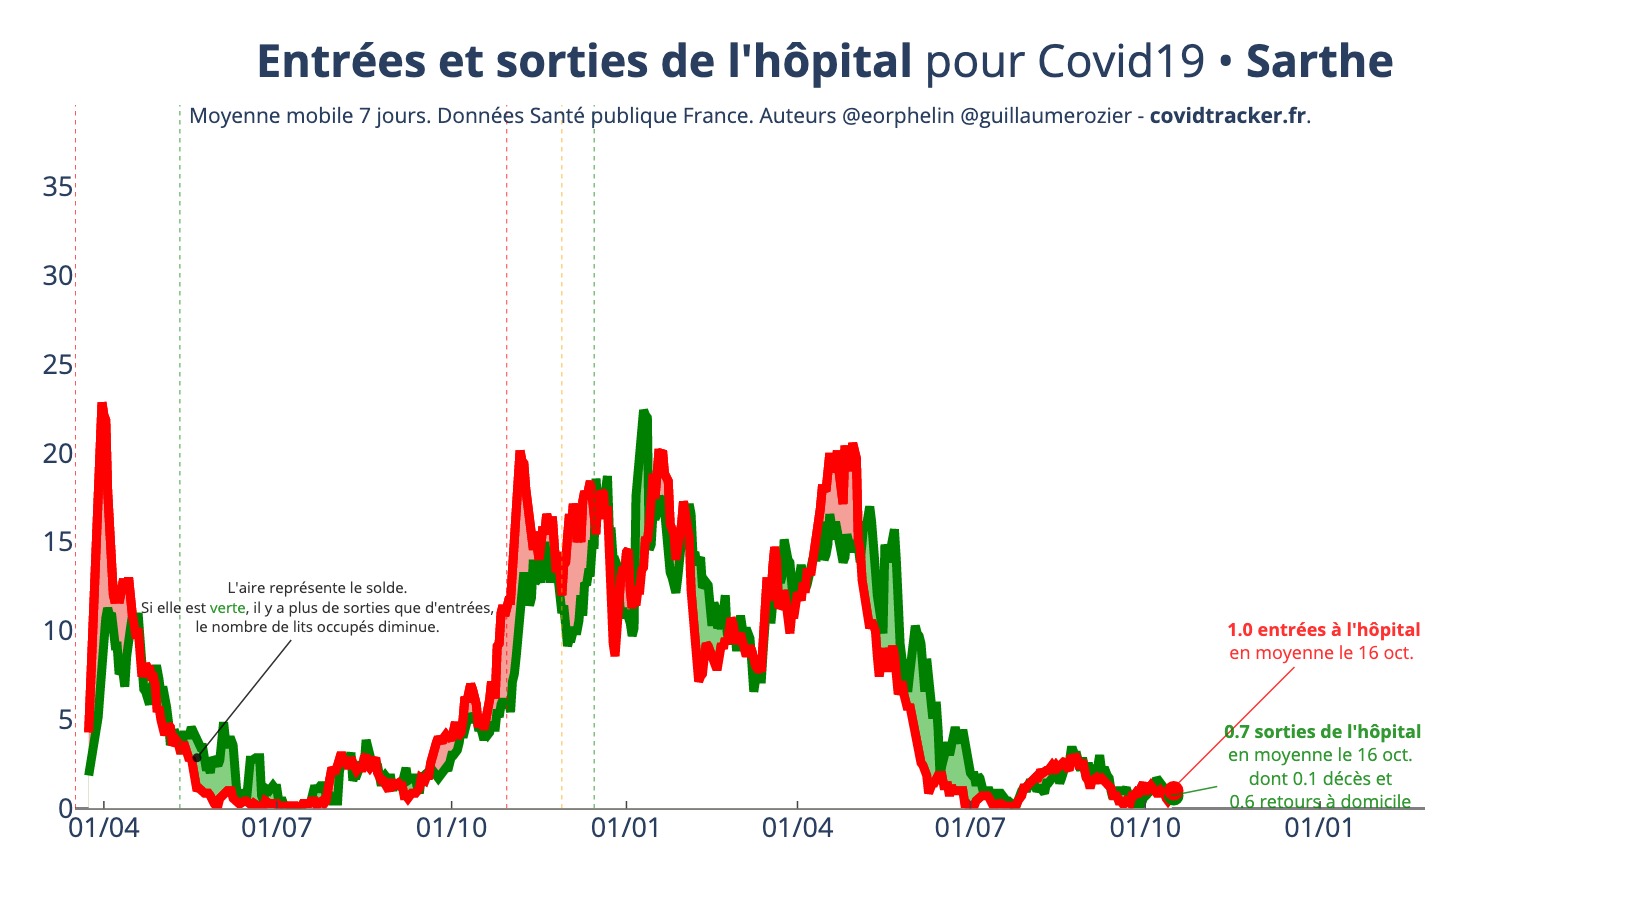 Entrées et sorties de l'hôpital pour Covid19 • Sarthe
Moyenne mobile 7 jours. Données Santé publique France. Auteurs @eorphelin @guillaumerozier - covidtracker.fr.
35
30
25
20
15
10
5
0
L'aire représente le solde.
Si elle est verte, il y a plus de sorties que d'entrées,
le nombre de lits occupés diminue.
1.0 entrées à l'hôpital
en moyenne le 16 oct.
0.7 sorties de l'hôpital
en moyenne le 16 oct.
dont 0.1 décès et
0.6 retours à domicile
01/04
01/07
01/10
01/01
01/04
01/07
01/10
01/01